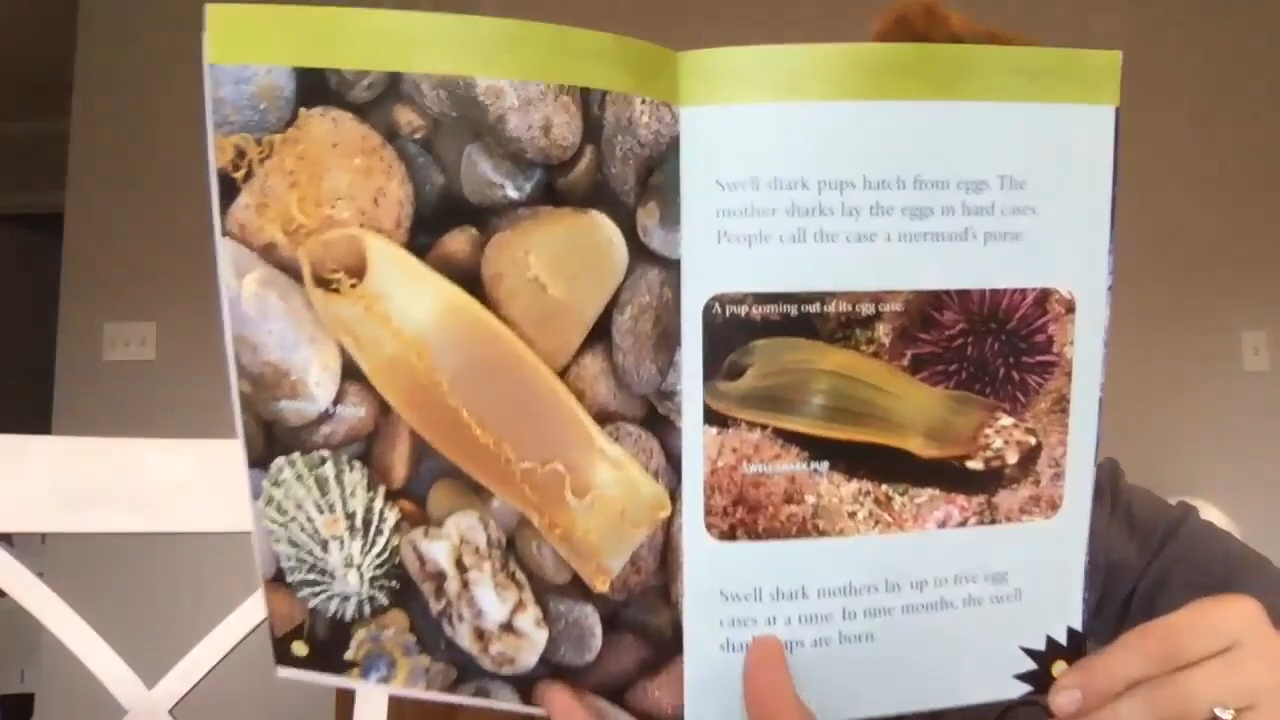 Swell shark pups hatch from eggs. The
mother sharks lay the eggs in hard cases.
People call the case a mermaid's purse.
A pup coming out of its egg case.
SWELL SHARK PUP
Swell shark mothers lay up to five egg
cases at a time. In nine months, the swell
shark pups are born.